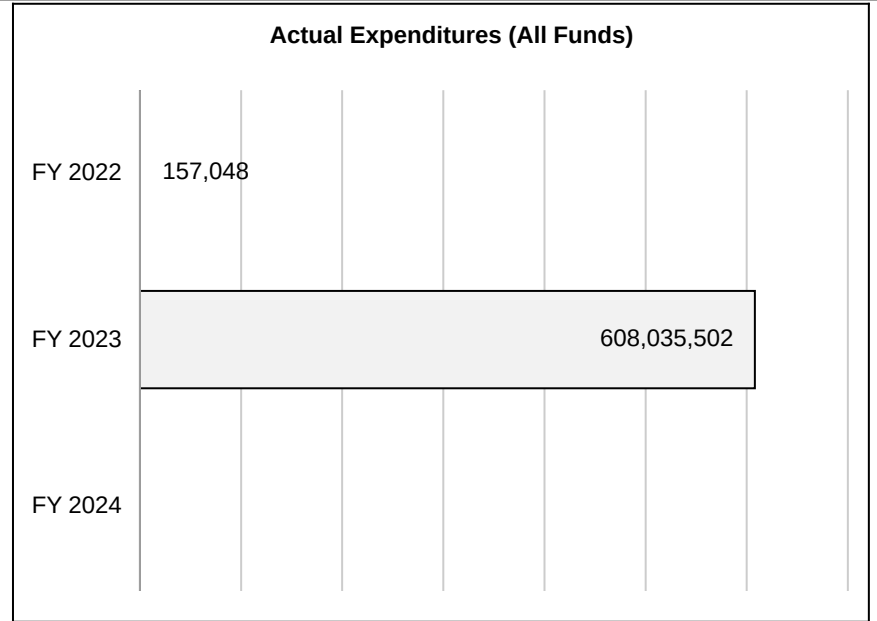 Actual Expenditures (All Funds)
FY 2022 157,048
FY 2023 608,035,502
FY 2024